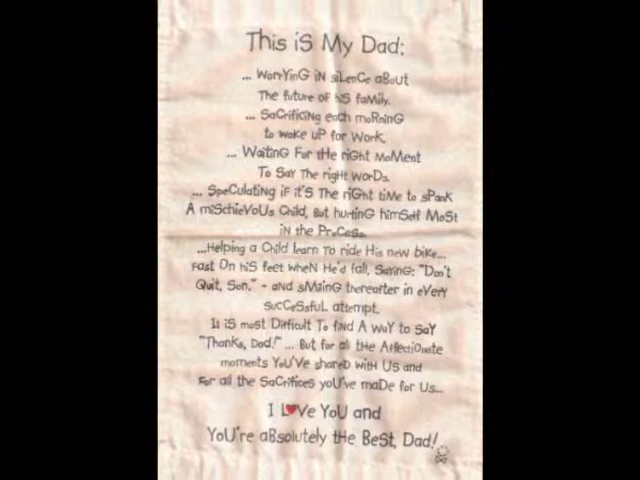 This iS My Dad:
... WorrYinG iN siLenCe aBoUt
The future oF hiS faMily.
... SaCrificiNg each moRNinG
to waKe uP for WorK.
... WaitinG For tHe riGht MoMent
To SaY The rigHt WorDs.
... SpeCulatiNg iF iT'S The riGht tiMe to sPanK
A miSchieVoUs Child, But hurtinG himSelf MoSt
iN the ProCeSs.
...Helping a Child learn To ride His new biKe...
Fast On hiS feet wheN He'd fall, SayinG: "Don't
Quit, Son." - aNd sMilinG thereafter in eVerY
sucCeSsfuL attempt.
It iS mosT Difficult To fiNd A WaY to SaY
"Thanks, Dad!" ... But for all tHe AffectiOnate
moments YoU'Ve shareD witH US and
For all the SaCrificeS yoU've maDe for Us...
I LoVe YoU and
YoU're aBsolutely tHe BeSt, Dad!